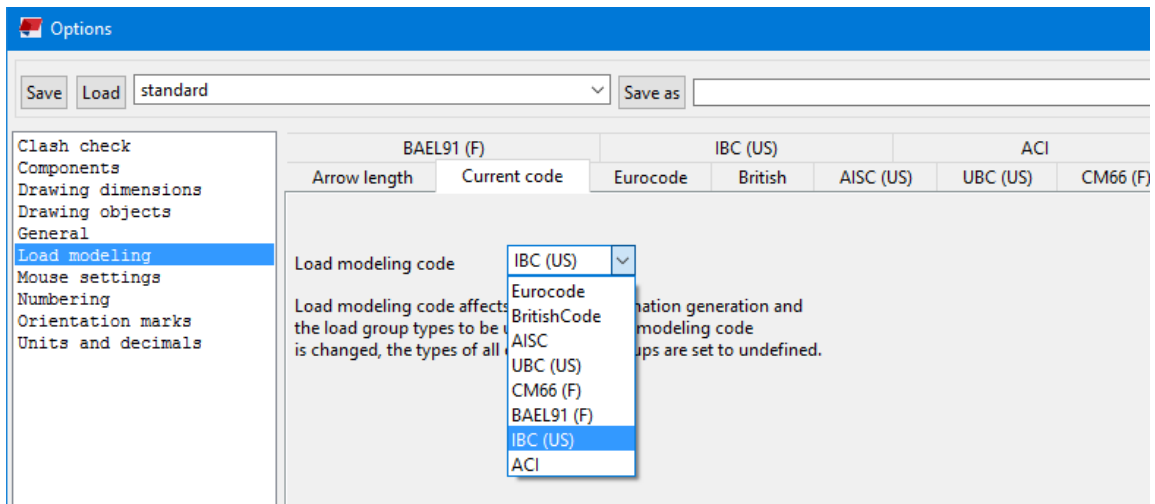 Options
Save Load standard Save as
Clash check
Components
Drawing dimensions
Drawing objects
General
Load modeling
Mouse settings
Numbering
Orientation marks
Units and decimals
BAEL91 (F) IBC (US) ACI
Arrow length Current code Eurocode British AISC (US) UBC (US) CM66 (F)
Load modeling code IBC (US)
Load modeling code affects generation and
the load group types to be modeling code
is changed, the types of all are set to undefined.
Eurocode
BritishCode
AISC
UBC (US)
CM66 (F)
BAEL91 (F)
IBC (US)
ACI